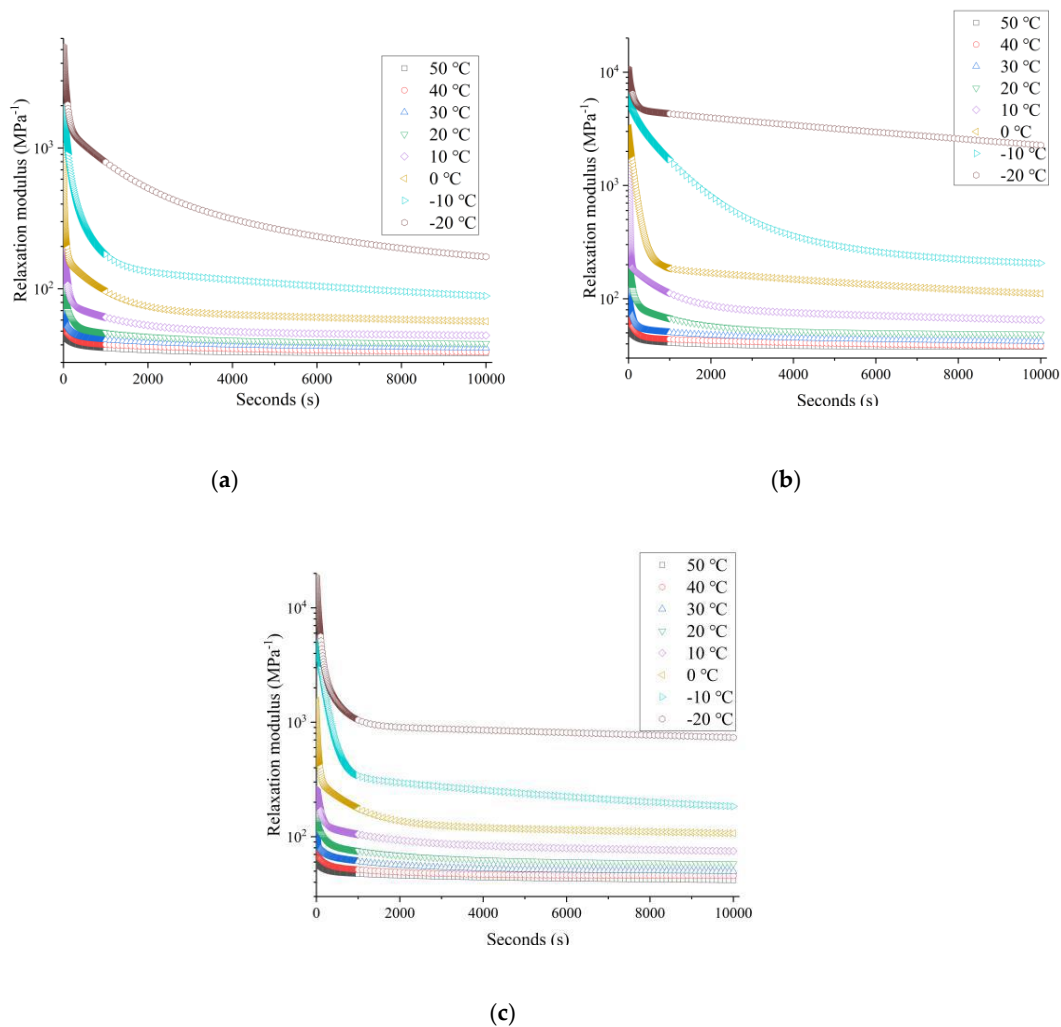 50 ℃
40 ℃
30 ℃
20 ℃
10 ℃
0 ℃
-10 ℃
-20 ℃
10³
10²
Relaxation modulus (MPa⁻¹)
0 2000 4000 6000 8000 10000
Seconds (s)
(a)
50 ℃
40 ℃
30 ℃
20 ℃
10 ℃
0 ℃
-10 ℃
-20 ℃
10⁴
10³
10²
Relaxation modulus (MPa⁻¹)
0 2000 4000 6000 8000 10000
Seconds (s)
(b)
50 ℃
40 ℃
30 ℃
20 ℃
10 ℃
0 ℃
-10 ℃
-20 ℃
10⁴
10³
10²
Relaxation modulus (MPa⁻¹)
0 2000 4000 6000 8000 10000
Seconds (s)
(c)